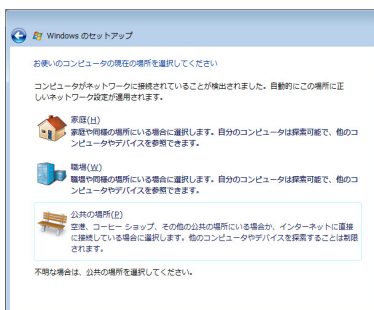 Windows のセットアップ
お使いのコンピュータの現在の場所を選択してください
コンピュータがネットワークに接続されていることが検出されました。自動的にこの場所に正
しいネットワーク設定が適用されます。
家庭(H)
家庭や同様の場所にいる場合に選択します。自分のコンピュータは探索可能で、他のコ
ンピュータやデバイスを参照できます。
職場(W)
職場や同様の場所にいる場合に選択します。自分のコンピュータは探索可能で、他のコ
ンピュータやデバイスを参照できます。
公共の場所(P)
空港、コーヒー ショップ、その他の公共の場所にいる場合か、インターネットに直接
に接続している場合に選択します。他のコンピュータやデバイスを探索することは制限
されます。
不明な場合は、公共の場所を選択してください。